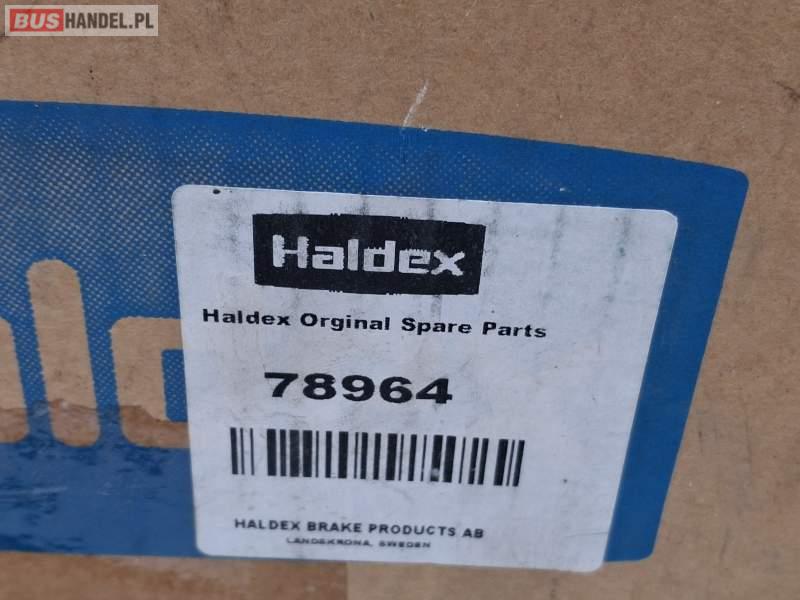 BUSHANDEL.PL
Haldex
Haldex Orginal Spare Parts
78964
HALDEX BRAKE PRODUCTS AB
LANDSKRONA, SWEDEN